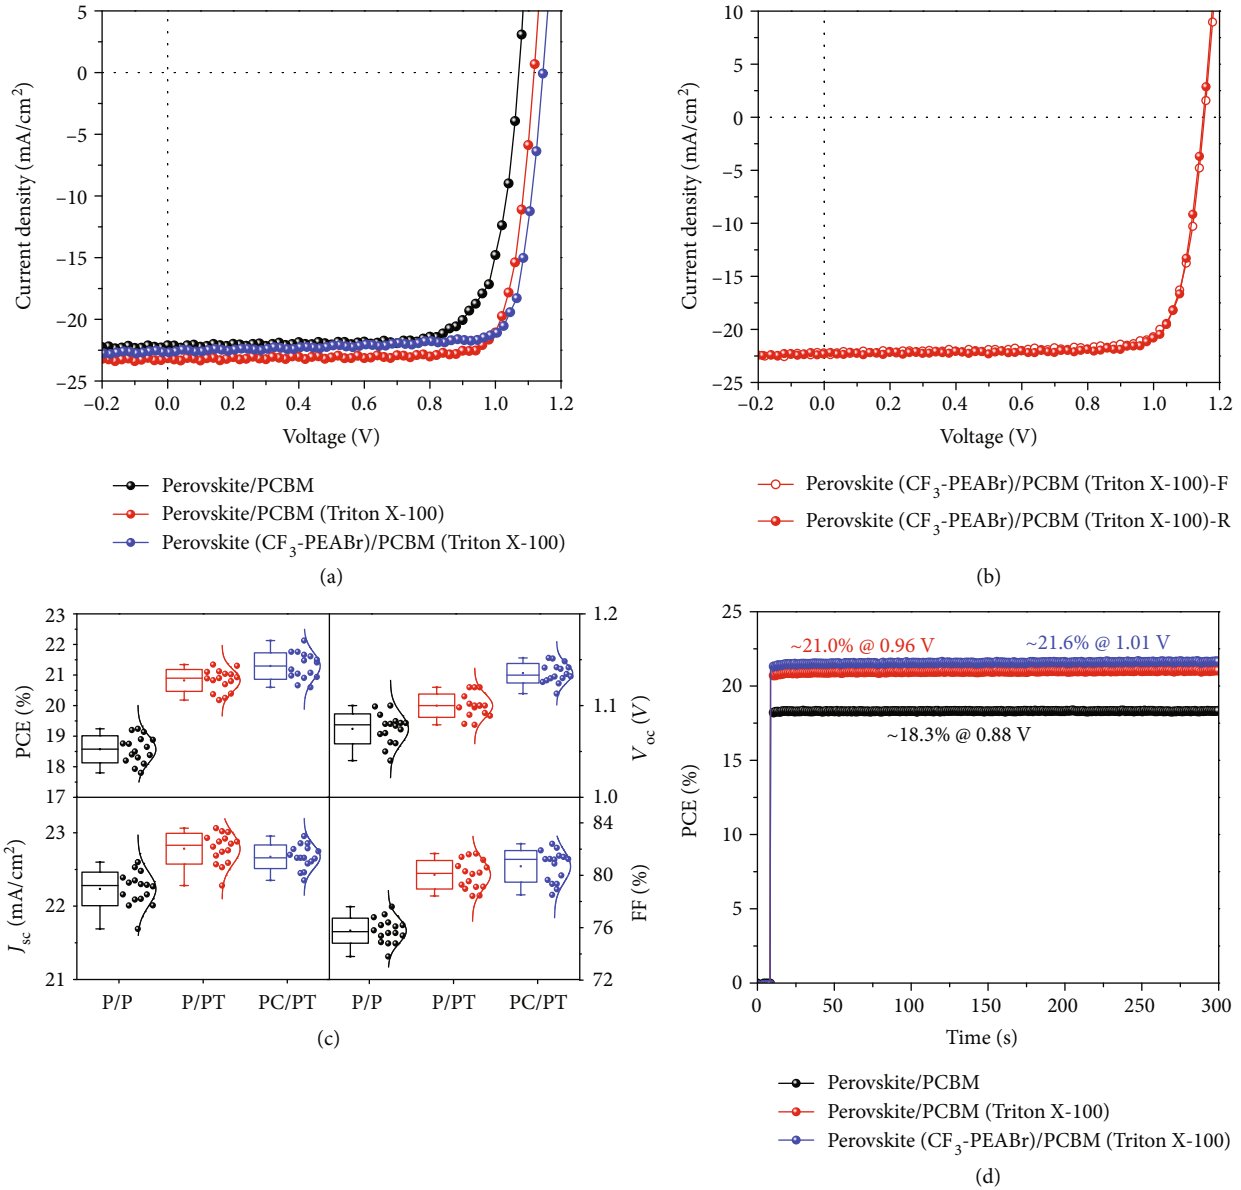 5
0
−5
−10
−15
−20
−25
Current density (mA/cm²)
−0.2 0.0 0.2 0.4 0.6 0.8 1.0 1.2
Voltage (V)
Perovskite/PCBM
Perovskite/PCBM (Triton X-100)
Perovskite (CF₃-PEABr)/PCBM (Triton X-100)
(a)
10
5
0
−5
−10
−15
−20
−25
Current density (mA/cm²)
−0.2 0.0 0.2 0.4 0.6 0.8 1.0 1.2
Voltage (V)
Perovskite (CF₃-PEABr)/PCBM (Triton X-100)-F
Perovskite (CF₃-PEABr)/PCBM (Triton X-100)-R
(b)
23
22
21
20
19
18
17
PCE (%)
1.2
1.1
1.0
V_oc (V)
23
22
21
J_sc (mA/cm²)
84
80
76
72
FF (%)
P/P P/PT PC/PT P/P P/PT PC/PT
(c)
25
20
15
10
5
0
PCE (%)
~21.0% @ 0.96 V ~21.6% @ 1.01 V
~18.3% @ 0.88 V
0 50 100 150 200 250 300
Time (s)
Perovskite/PCBM
Perovskite/PCBM (Triton X-100)
Perovskite (CF₃-PEABr)/PCBM (Triton X-100)
(d)